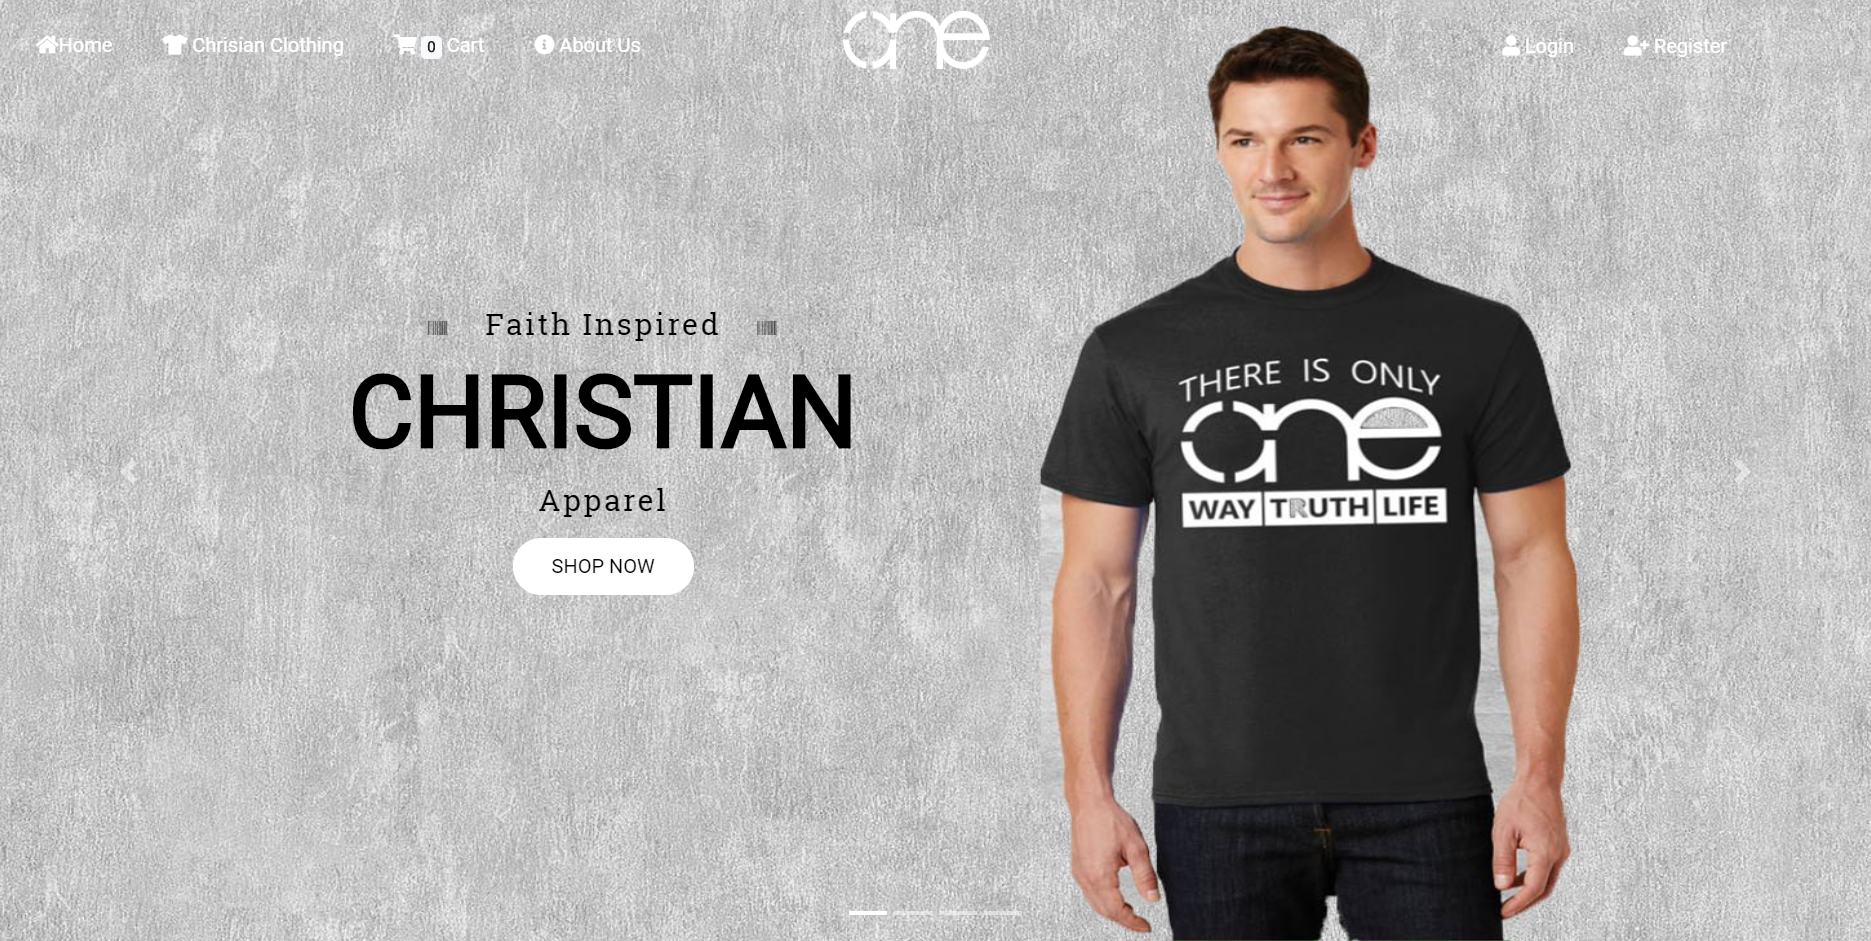 Home
Chrisian Clothing
0 Cart
About Us
one
Login
Register
Faith Inspired
CHRISTIAN
Apparel
SHOP NOW
THERE IS ONLY
one
WAY TRUTH LIFE